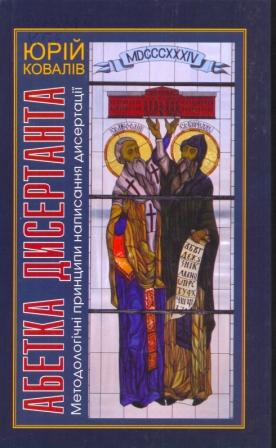 ЮРІЙ
КОВАЛІВ
АБЕТКА ДИСЕРТАНТА
Методологічні принципи написання дисертації
MDCCCXXXIV